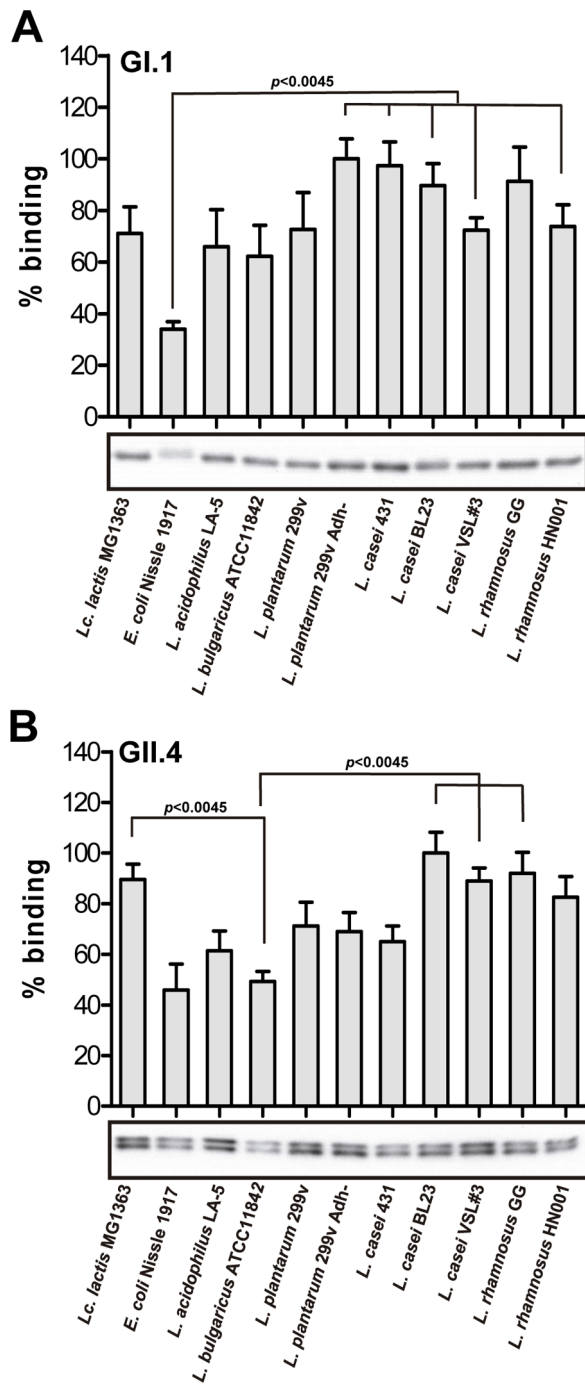 A
GI.1
p<0.0045
140
120
100
80
60
40
20
0
% binding
Lc. lactis MG1363
E. coli Nissle 1917
L. acidophilus LA-5
L. bulgaricus ATCC11842
L. plantarum 299v
L. plantarum 299v Adh-
L. casei 431
L. casei BL23
L. casei VSL#3
L. rhamnosus GG
L. rhamnosus HN001
B
GII.4
p<0.0045
p<0.0045
140
120
100
80
60
40
20
0
% binding
Lc. lactis MG1363
E. coli Nissle 1917
L. acidophilus LA-5
L. bulgaricus ATCC11842
L. plantarum 299v
L. plantarum 299v Adh-
L. casei 431
L. casei BL23
L. casei VSL#3
L. rhamnosus GG
L. rhamnosus HN001